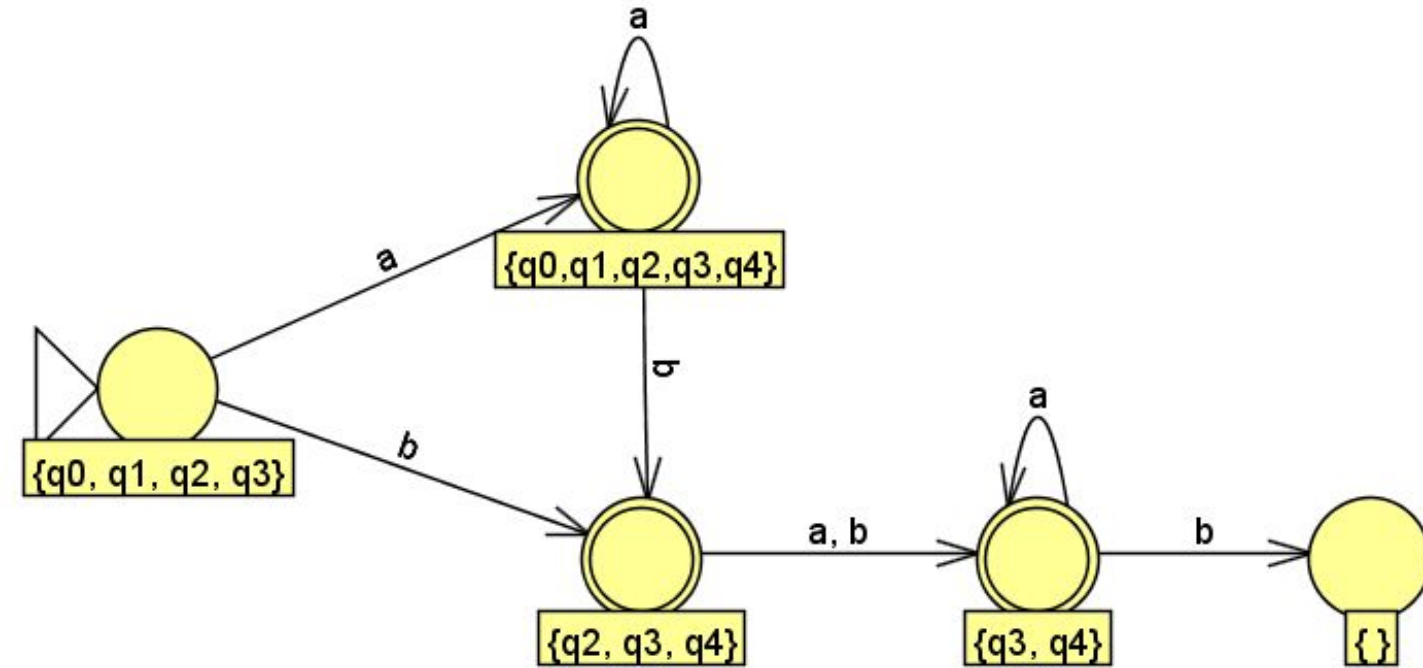 a
{q0,q1,q2,q3,q4}
a
b
{q0, q1, q2, q3}
b
a
a, b
b
{q2, q3, q4}
{q3, q4}
{ }